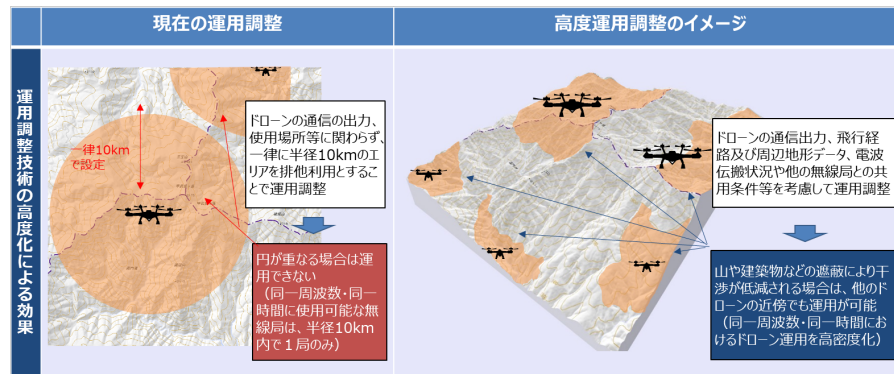 現在の運用調整
高度運用調整のイメージ
運用調整技術の高度化による効果
一律10km
で設定
ドローンの通信の出力、
使用場所等に関わらず、
一律に半径10kmのエ
リアを排他利用とするこ
とで運用調整
円が重なる場合は運
用できない
（同一周波数・同一
時間に使用可能な無
線局は、半径10km
内で１局のみ）
ドローンの通信出力、飛行経
路及び周辺地形データ、電波
伝搬状況や他の無線局との共
用条件等を考慮して運用調整
山や建築物などの遮蔽により干
渉が低減される場合は、他のド
ローンの近傍でも運用が可能
（同一周波数・同一時間にお
けるドローン運用を高密度化）